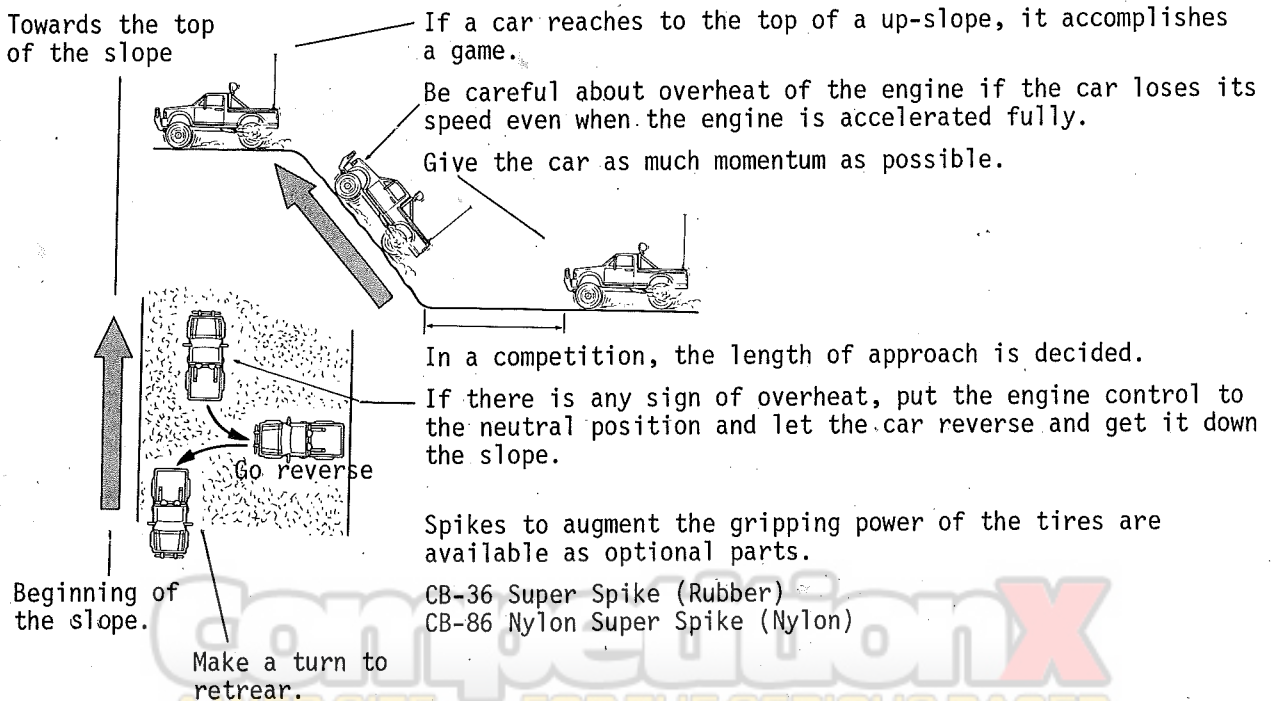 Towards the top
of the slope
If a car reaches to the top of a up-slope, it accomplishes
a game.
Be careful about overheat of the engine if the car loses its
speed even when the engine is accelerated fully.
Give the car as much momentum as possible.
In a competition, the length of approach is decided.
If there is any sign of overheat, put the engine control to
the neutral position and let the car reverse and get it down
the slope.
Go reverse
Spikes to augment the gripping power of the tires are
available as optional parts.
CB-36 Super Spike (Rubber)
CB-86 Nylon Super Spike (Nylon)
Beginning of
the slope.
Make a turn to
retrear.
CompetitionX